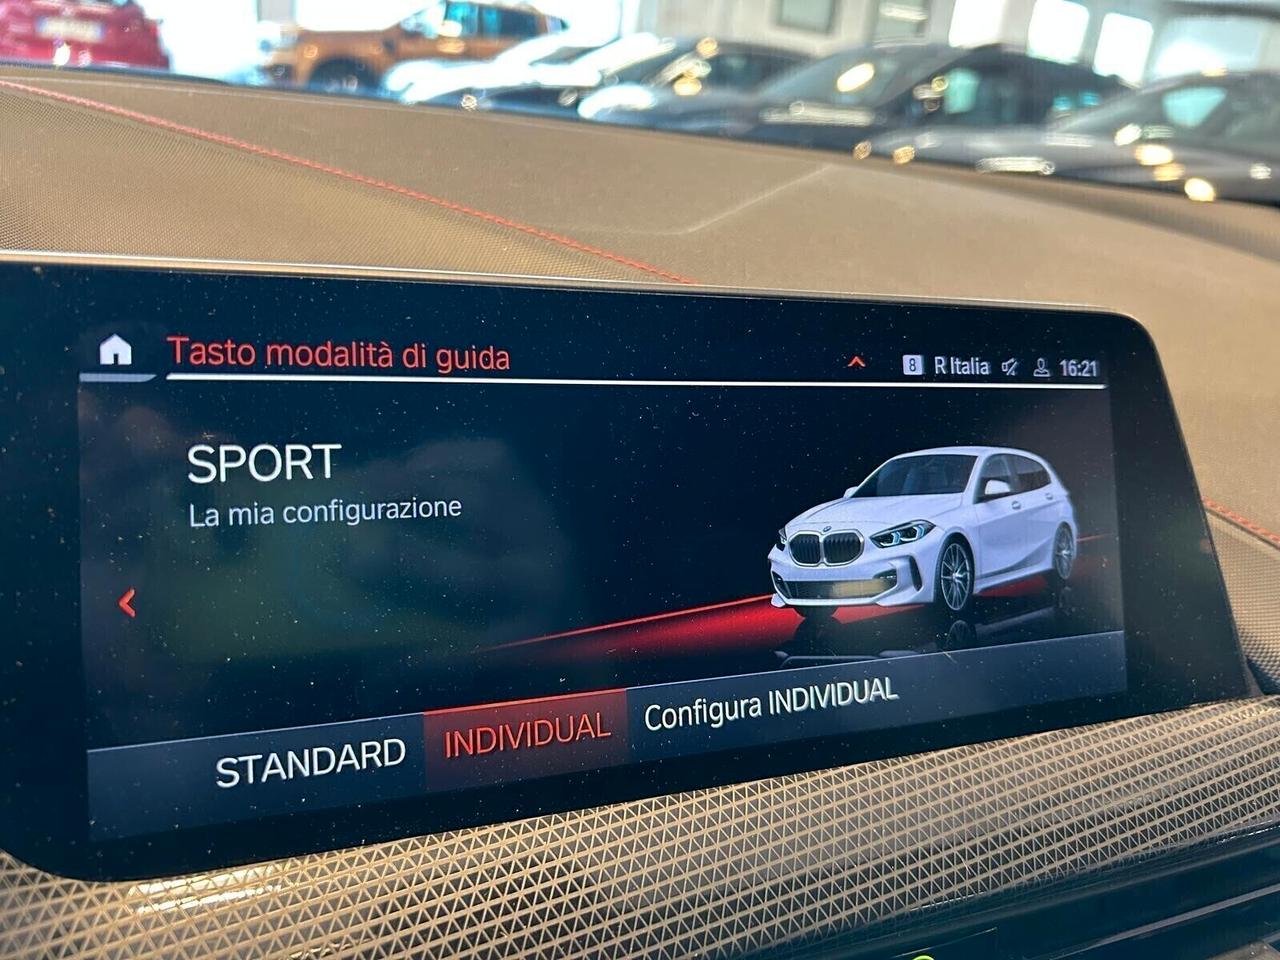 Tasto modalità di guida
8 R Italia 16:21
SPORT
La mia configurazione
STANDARD INDIVIDUAL Configura INDIVIDUAL